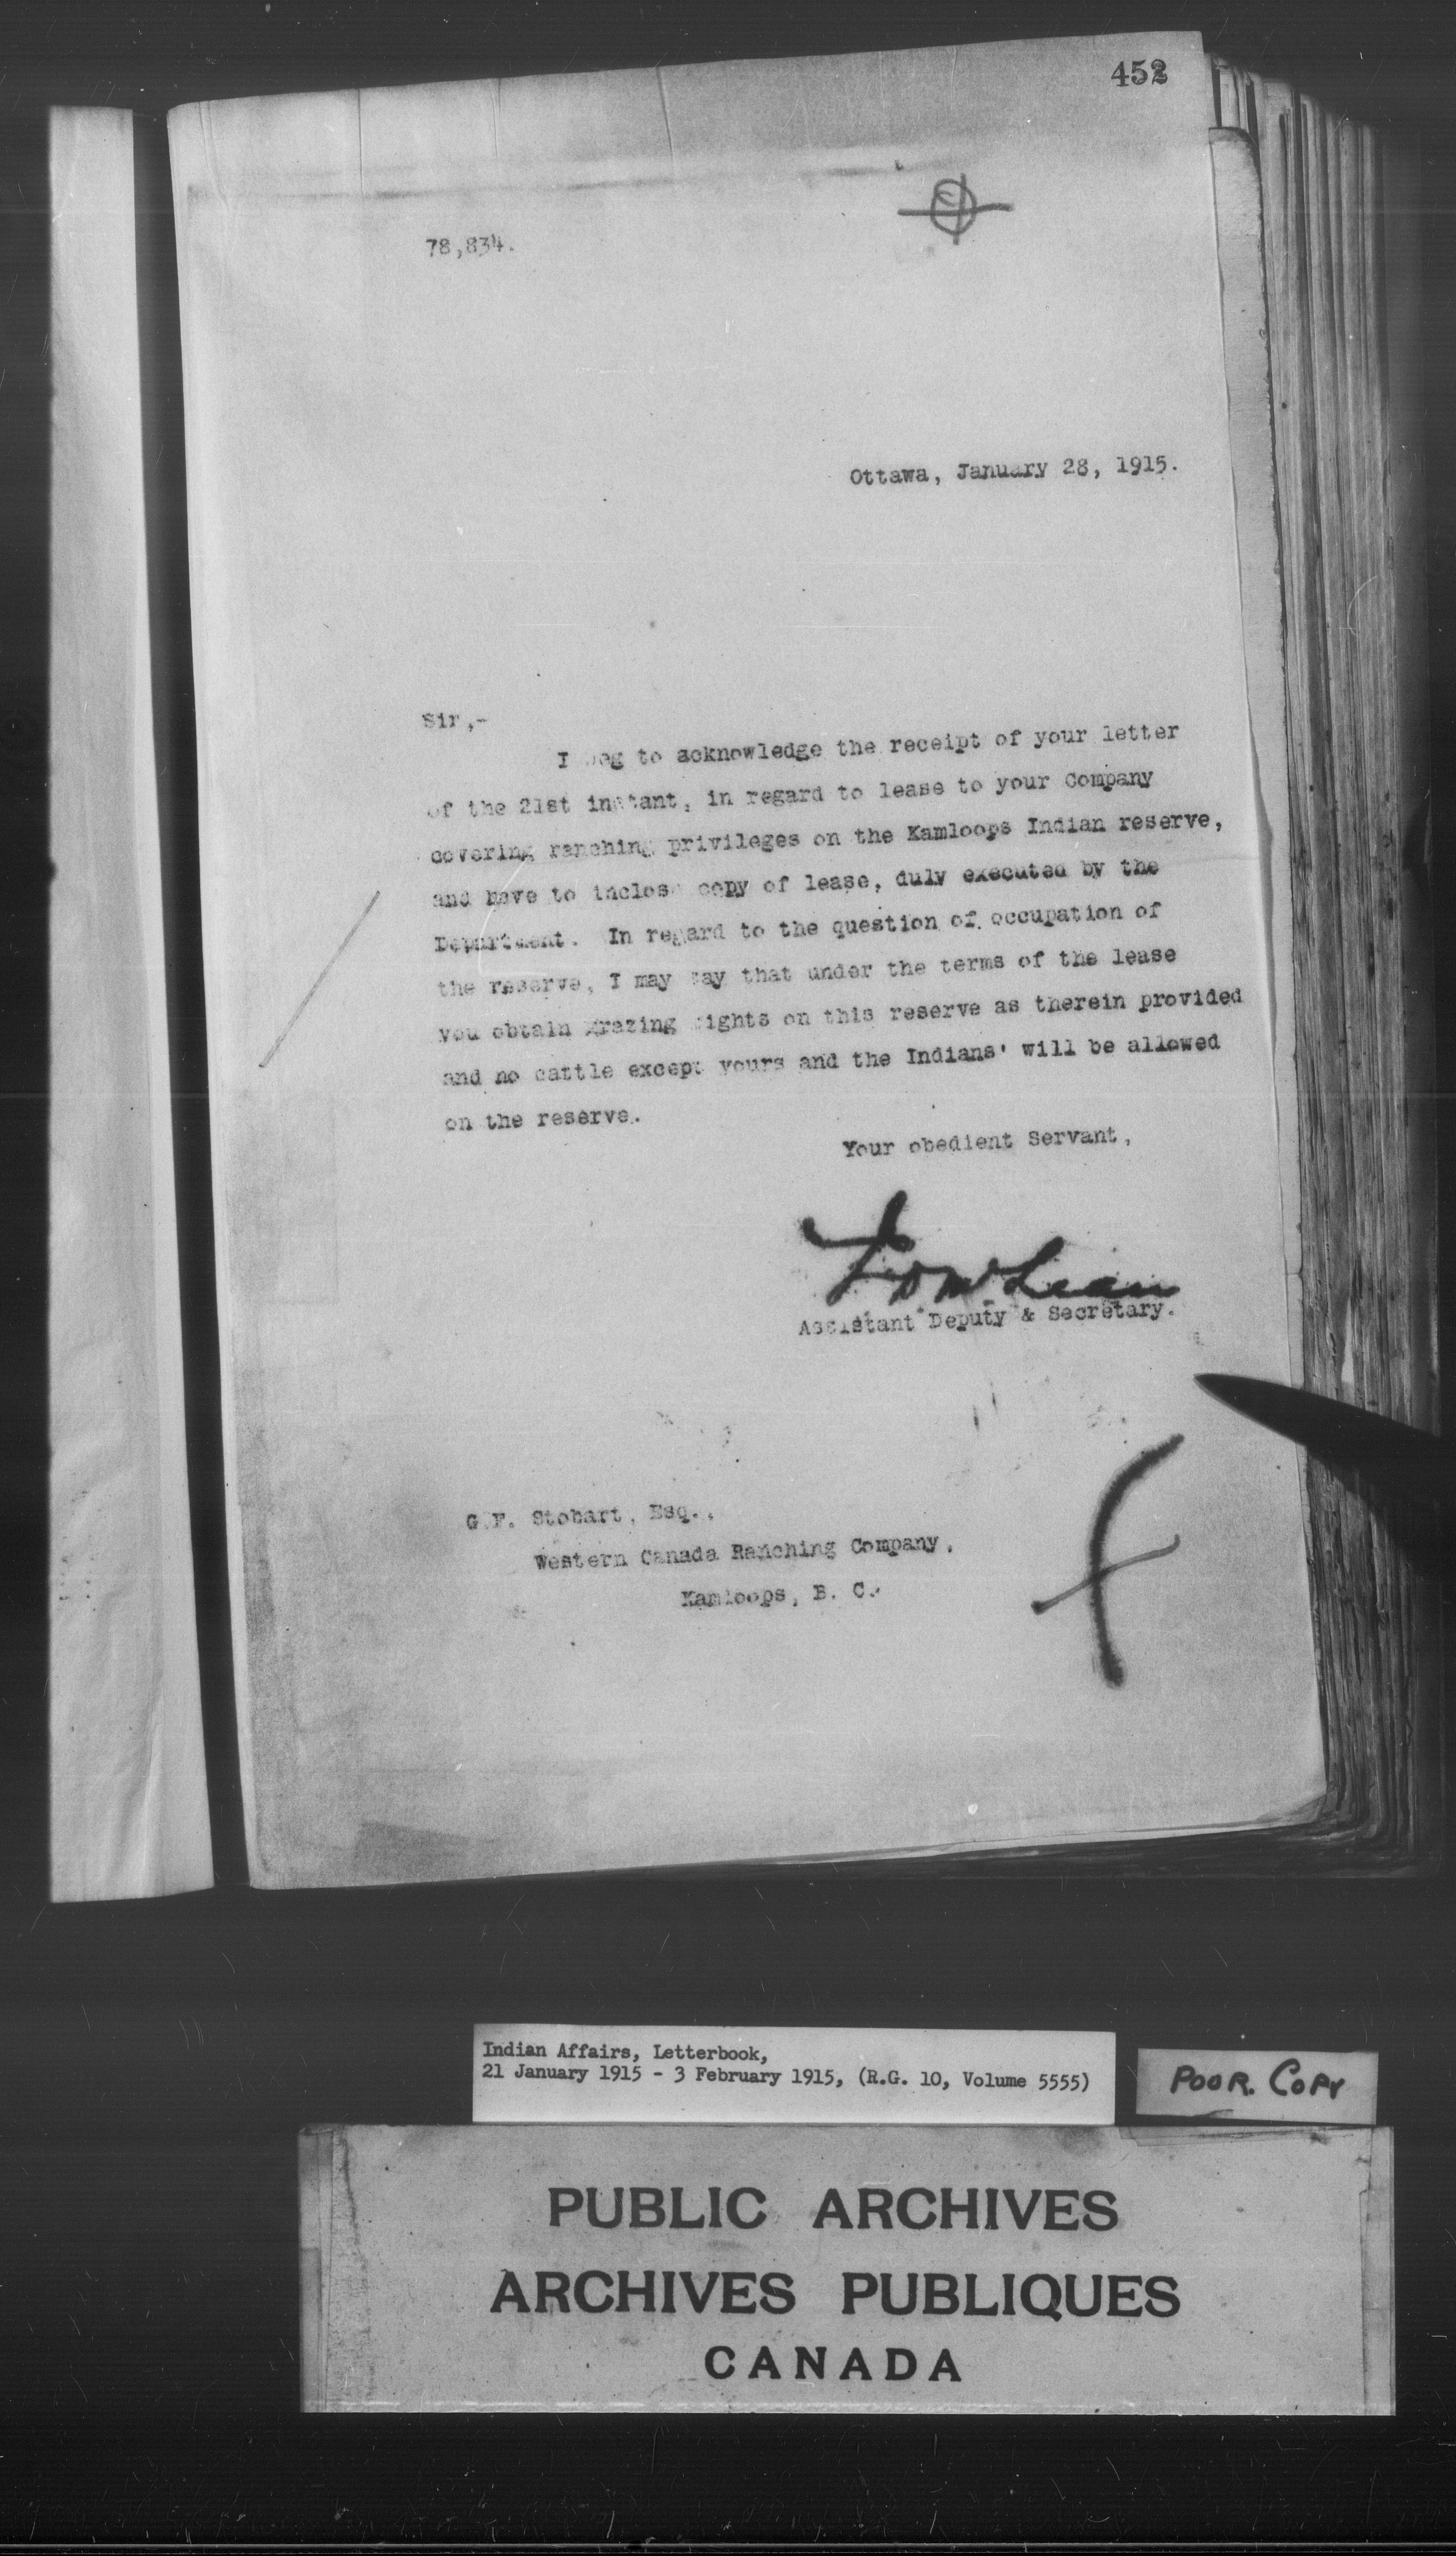 452
78,834.
Ottawa, January 28, 1915.
Sir,-
I beg to acknowledge the receipt of your letter
of the 21st instant, in regard to lease to your Company
covering ranching privileges on the Kamloops Indian reserve,
and have to inclose copy of lease, duly executed by the
Department. In regard to the question of occupation of
the reserve, I may say that under the terms of the lease
you obtain grazing rights on this reserve as therein provided
and no cattle except yours and the Indians' will be allowed
on the reserve.
Your obedient Servant,
Assistant Deputy & Secretary.
G.F. Stobart, Esq.,
Western Canada Ranching Company,
Kamloops, B. C.
Indian Affairs, Letterbook,
21 January 1915 - 3 February 1915, (R.G. 10, Volume 5555)
POOR. COPY
PUBLIC ARCHIVES
ARCHIVES PUBLIQUES
CANADA